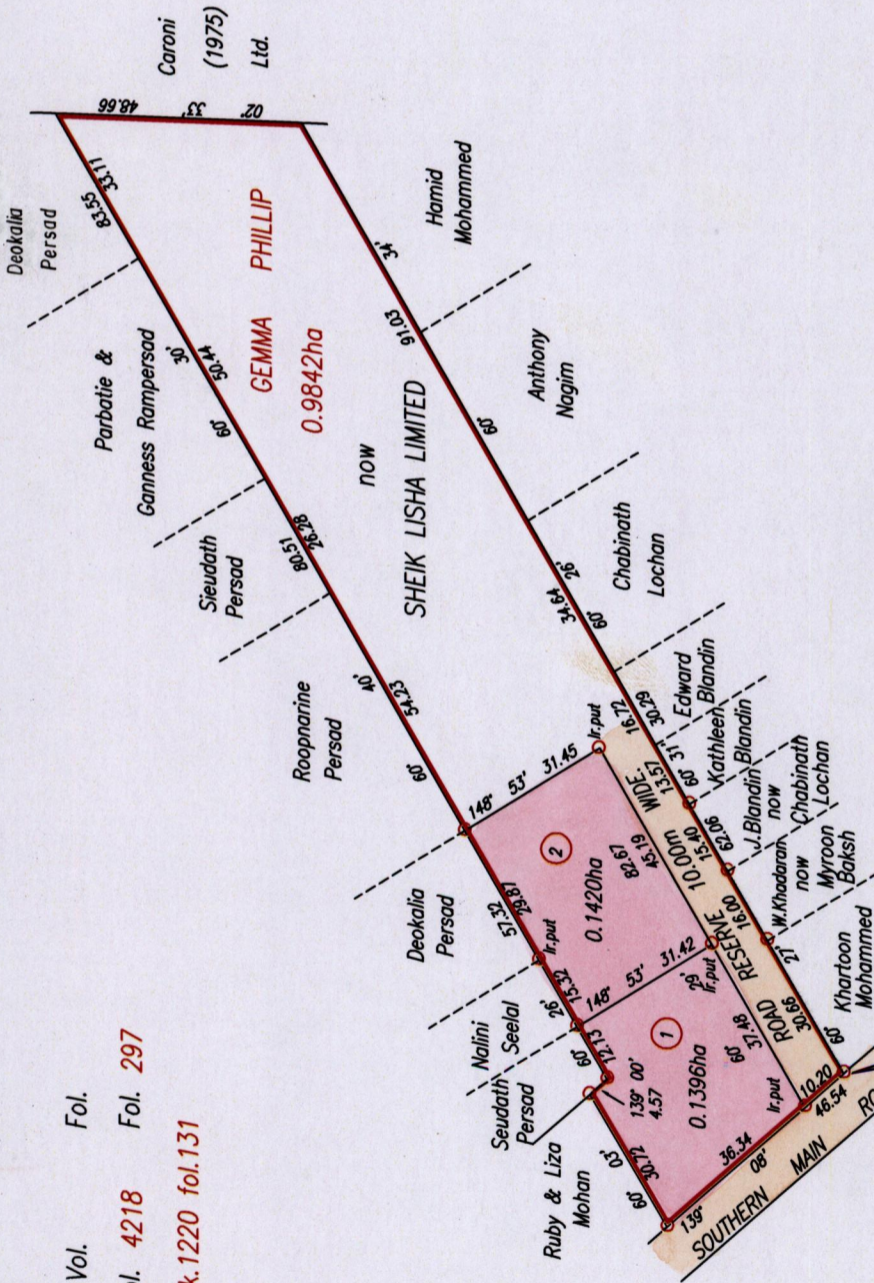 Vol. Fol.
ol. 4218 Fol. 297
k.1220 fol.131
Deokalia
Persad
Caroni
(1975)
Ltd.
83.55
33.11
48.66
33'
02°
Parbatie &
Ganness Rampersad
30'
50.44
60°
GEMMA PHILLIP
0.9842ha
now
SHEIK LISHA LIMITED
Hamid
Mohammed
34'
91.03
60°
Anthony
Nagim
Sieudath
Persad
80.51
26.28
Roopnarine
Persad
40'
54.23
60°
Chabinath
Lochan
26'
34.64
60°
Edward
Blandin
16.72
30.29
Kathleen
Blandin
13.57
60° 31'
J.Blandin
now
Chabinath
Lochan
15.40
62.06
W.Khadaran
now
Myroon
Baksh
16.00
21'
Khartoon
Mohammed
30.66
60°
Deokalia
Persad
57.32
29.87
Ir.put
148° 53' 31.45
Ir.put
2
0.1420ha
82.67
45.19
Nalini
Seelal
26'
15.32
148° 53' 31.42
29'
Ir.put
Seudath
Persad
60°
12.13
139° 00'
4.57
1
0.1396ha
60°
37.48
Ir.put
Ruby & Liza
Mohan
60° 03'
30.72
139° 08'
36.34
10.20
46.54
ROAD RESERVE 10.00m WIDE.
SOUTHERN MAIN RO